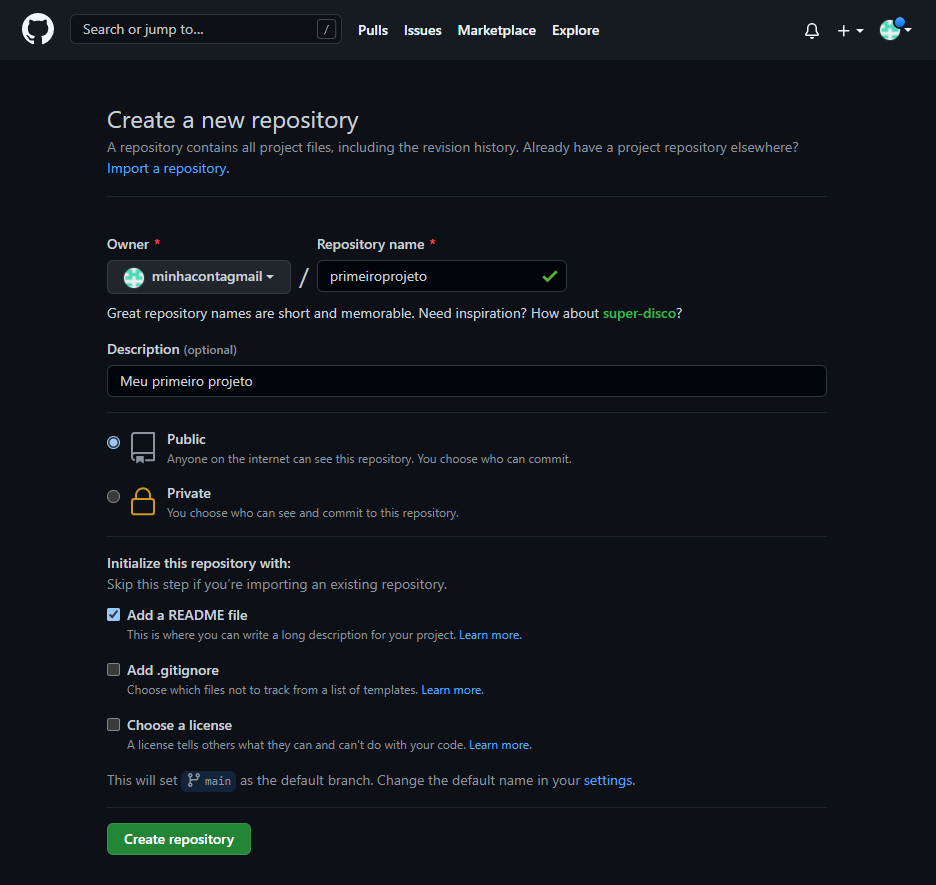 Search or jump to... /
Pulls Issues Marketplace Explore
Create a new repository
A repository contains all project files, including the revision history. Already have a project repository elsewhere?
Import a repository.
Owner * Repository name *
minhacontagmail / primeiroprojeto
Great repository names are short and memorable. Need inspiration? How about super-disco?
Description (optional)
Meu primeiro projeto
Public
Anyone on the internet can see this repository. You choose who can commit.
Private
You choose who can see and commit to this repository.
Initialize this repository with:
Skip this step if you’re importing an existing repository.
Add a README file
This is where you can write a long description for your project. Learn more.
Add .gitignore
Choose which files not to track from a list of templates. Learn more.
Choose a license
A license tells others what they can and can't do with your code. Learn more.
This will set main as the default branch. Change the default name in your settings.
Create repository